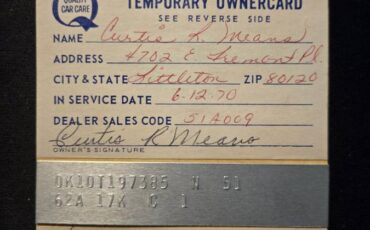 QUALITY
CAR CARE
TEMPORARY OWNERCARD
SEE REVERSE SIDE
NAME Curtis R. Means
ADDRESS 4702 E Fremont Pl.
CITY & STATE Littleton ZIP 80120
IN SERVICE DATE 6-12-70
DEALER SALES CODE 51A009
Curtis R Means
OWNER'S SIGNATURE
0K10T197385 N 51
62A 17K C 1